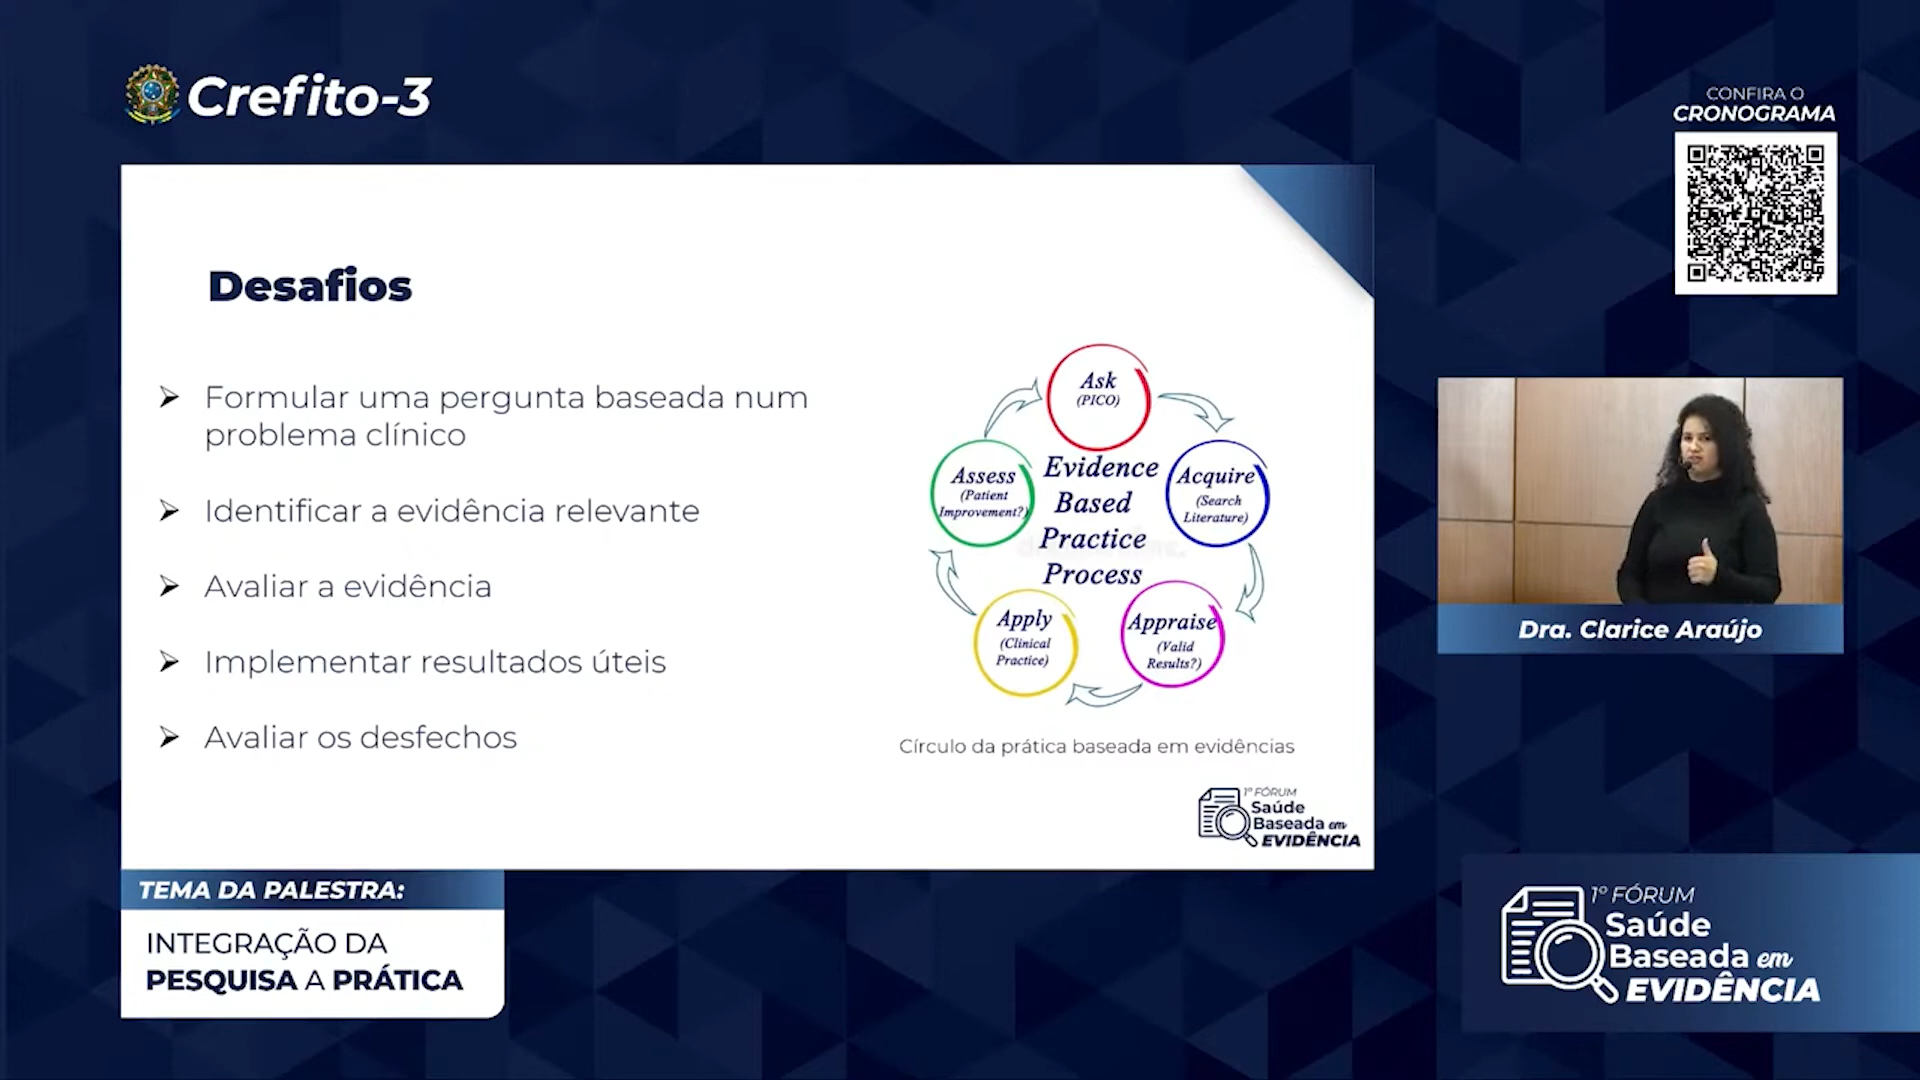 Crefito-3
CONFIRA O
CRONOGRAMA
Desafios
Formular uma pergunta baseada num
problema clínico
Identificar a evidência relevante
Avaliar a evidência
Implementar resultados úteis
Avaliar os desfechos
Ask
(PICO)
Acquire
(Search
Literature)
Appraise
(Valid
Results?)
Apply
(Clinical
Practice)
Assess
(Patient
Improvement?)
Evidence
Based
Practice
Process
Círculo da prática baseada em evidências
1º FÓRUM
Saúde
Baseada em
EVIDÊNCIA
Dra. Clarice Araújo
TEMA DA PALESTRA:
INTEGRAÇÃO DA
PESQUISA A PRÁTICA
1º FÓRUM
Saúde
Baseada em
EVIDÊNCIA